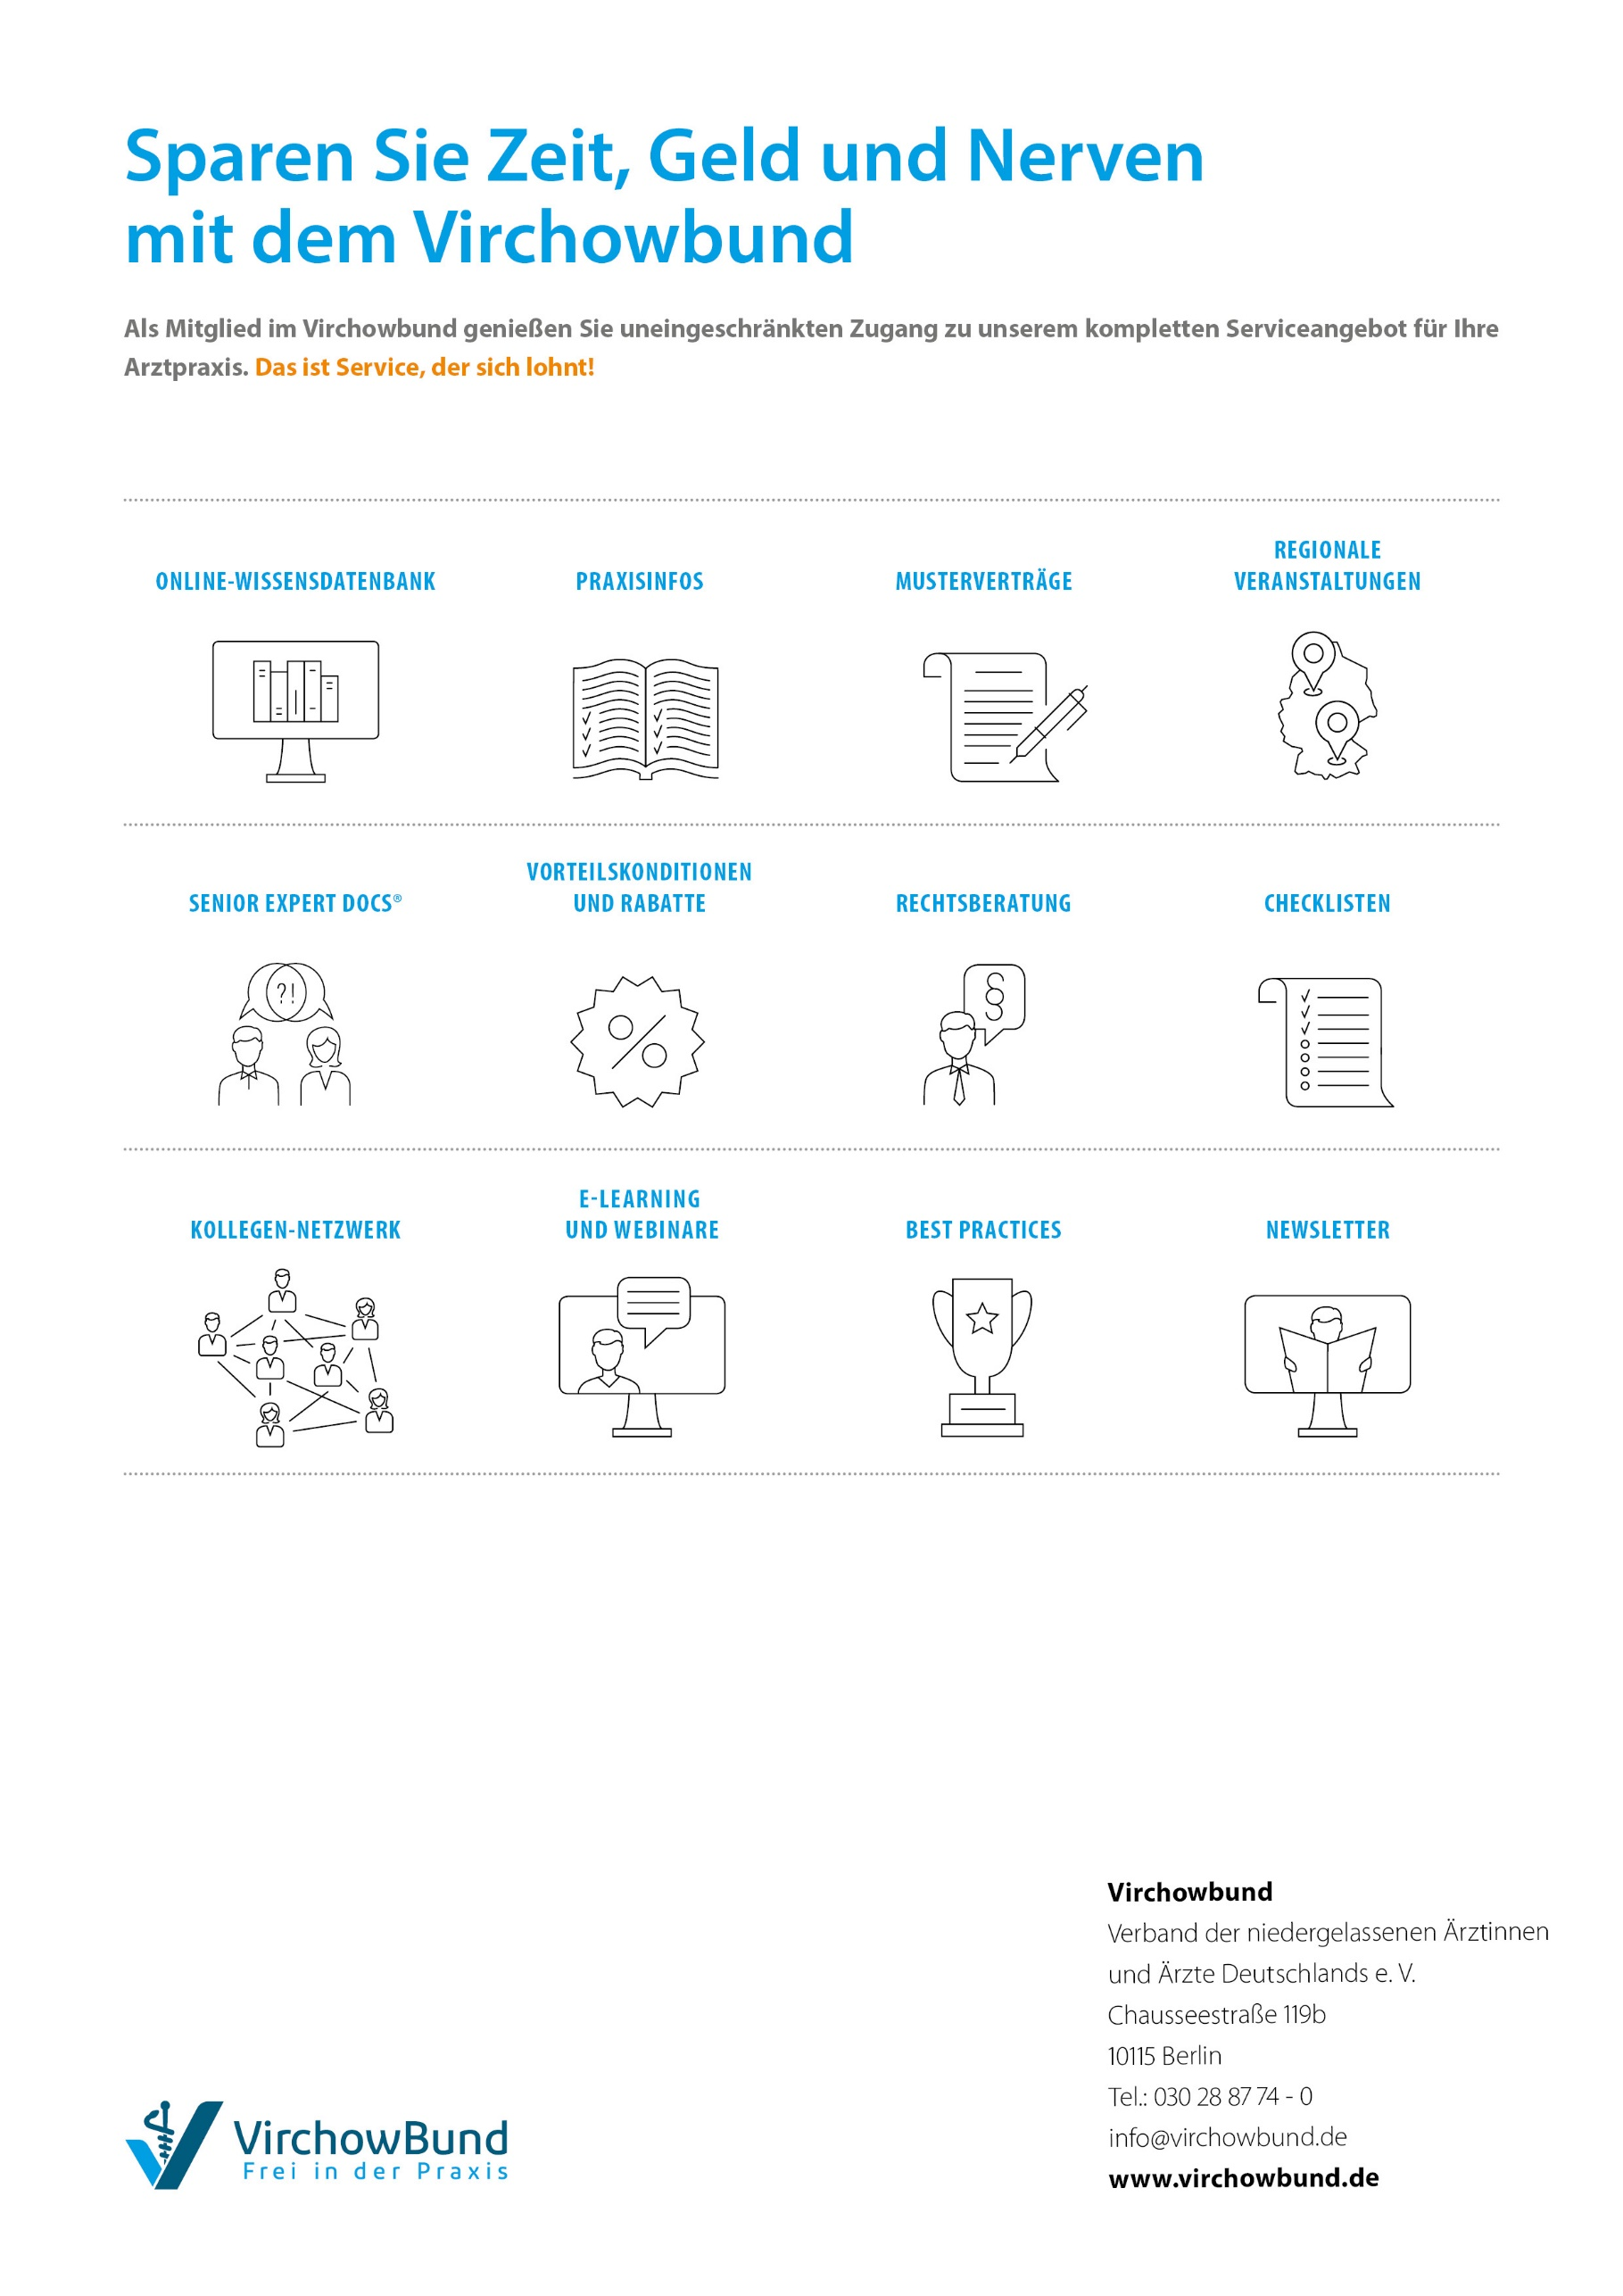 Sparen Sie Zeit, Geld und Nerven
mit dem Virchowbund
Als Mitglied im Virchowbund genießen Sie uneingeschränkten Zugang zu unserem kompletten Serviceangebot für Ihre
Arztpraxis. Das ist Service, der sich lohnt!
ONLINE-WISSENSDATENBANK
PRAXISINFOS
MUSTERVERTRÄGE
REGIONALE
VERANSTALTUNGEN
SENIOR EXPERT DOCS®
?!
VORTEILSKONDITIONEN
UND RABATTE
%
RECHTSBERATUNG
§
CHECKLISTEN
KOLLEGEN-NETZWERK
E-LEARNING
UND WEBINARE
BEST PRACTICES
NEWSLETTER
Virchowbund
Verband der niedergelassenen Ärztinnen
und Ärzte Deutschlands e. V.
Chausseestraße 119b
10115 Berlin
Tel.: 030 28 87 74 - 0
info@virchowbund.de
www.virchowbund.de
VirchowBund
Frei in der Praxis